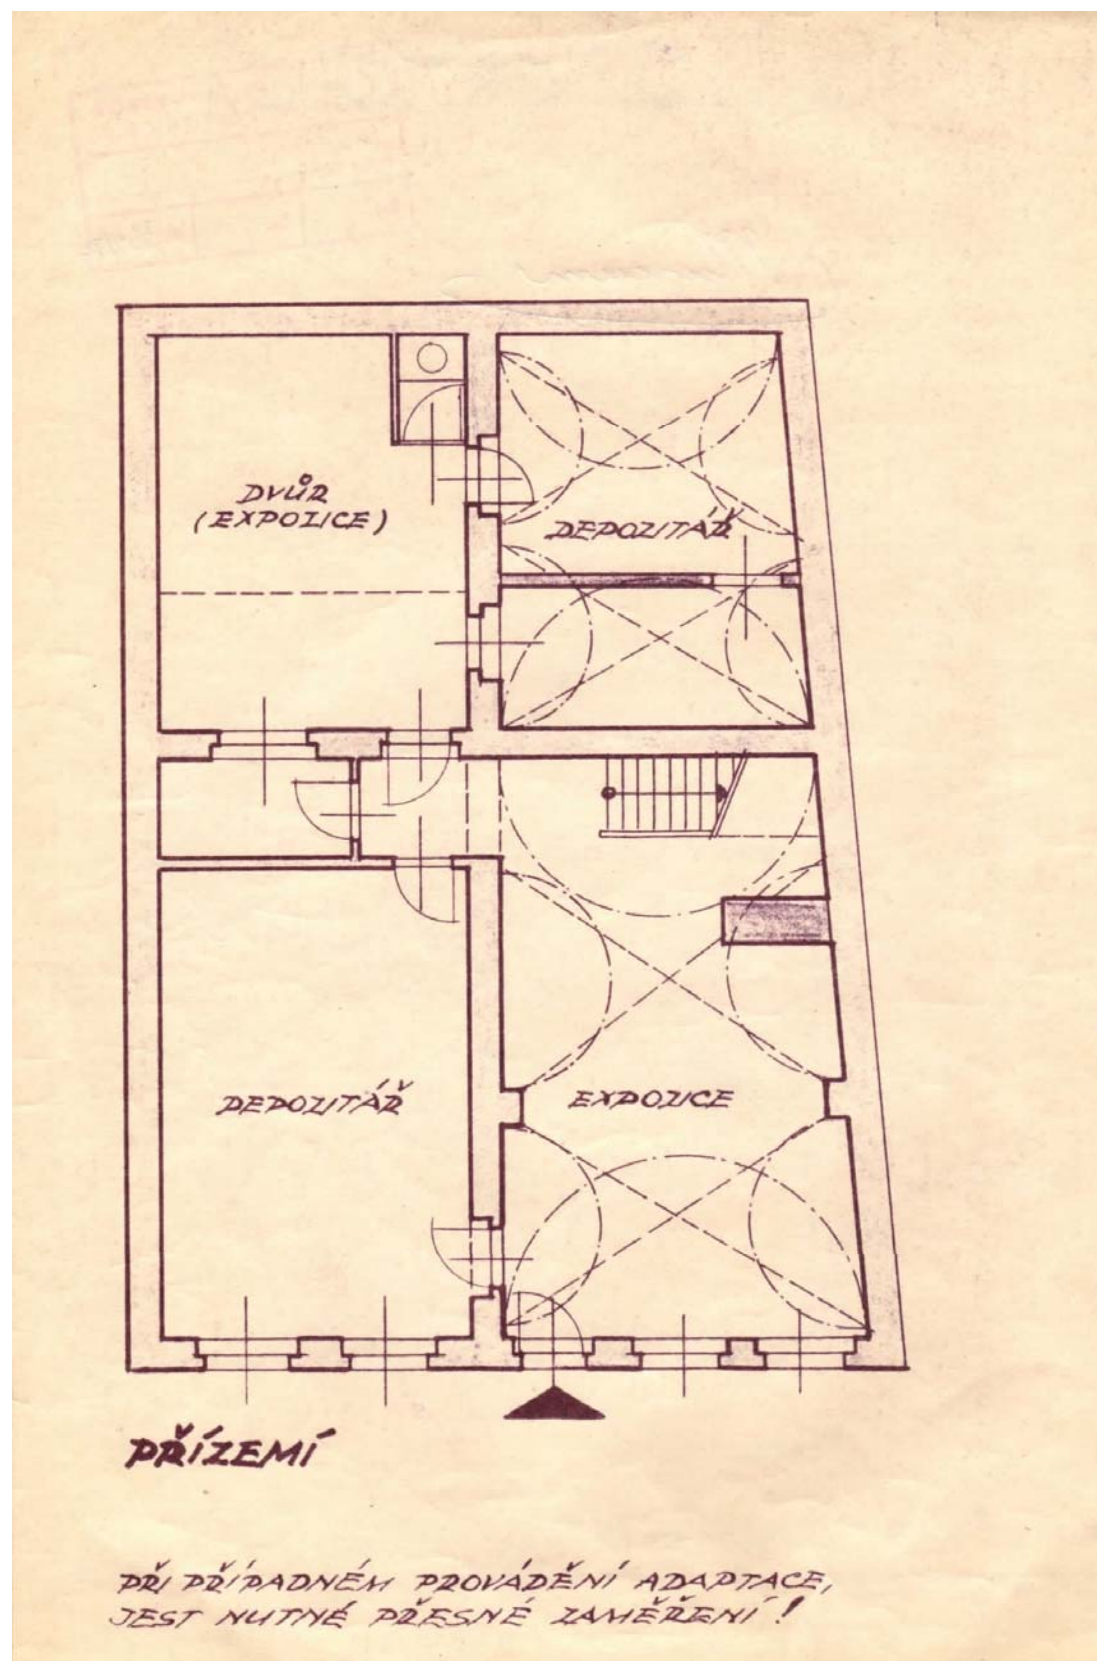 DVŮR
(EXPOZICE)
DEPOZITÁŘ
DEPOZITÁŘ
EXPOZICE
PŘÍZEMÍ
PŘI PŘÍPADNÉM PROVÁDĚNÍ ADAPTACE,
JEST NUTNÉ PŘESNÉ ZAMĚŘENÍ!